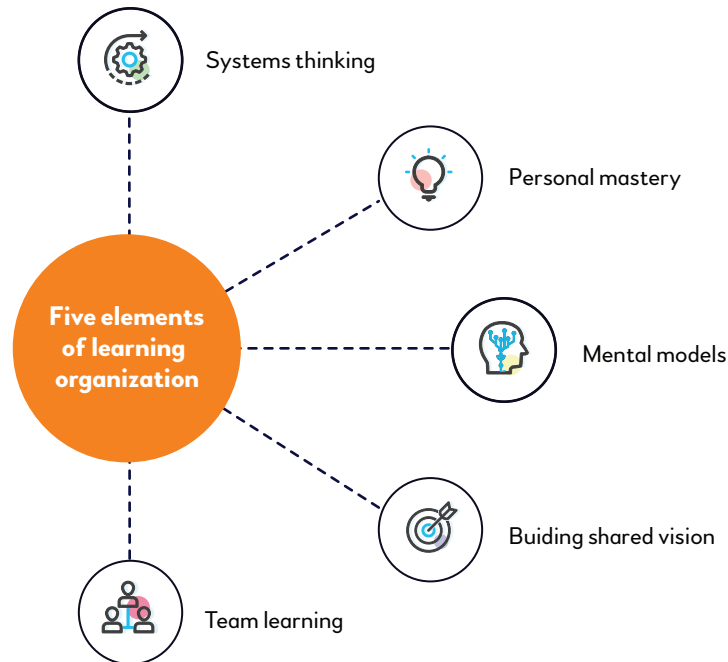 Systems thinking
Personal mastery
Five elements
of learning
organization
Mental models
Buiding shared vision
Team learning